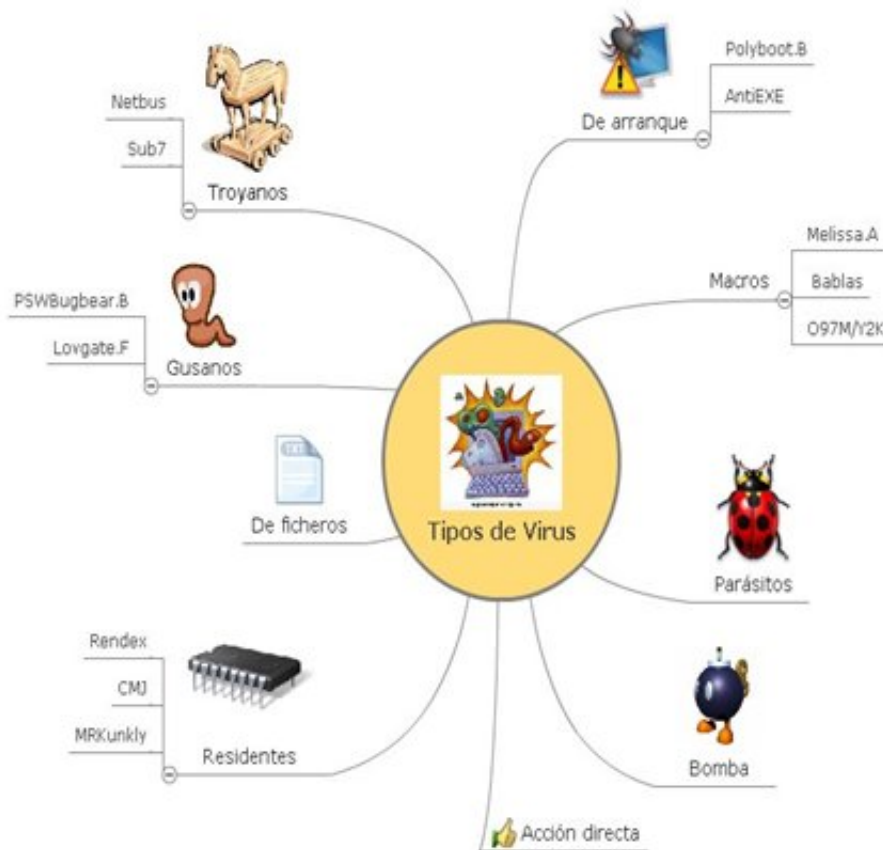 Tipos de Virus
De arranque
Polyboot.B
AntiEXE
Macros
Melissa.A
Bablas
O97M/Y2K
Parásitos
Bomba
Acción directa
Residentes
Rendex
CMJ
MRKunkly
De ficheros
Gusanos
PSWBugbear.B
Lovgate.F
Troyanos
Netbus
Sub7